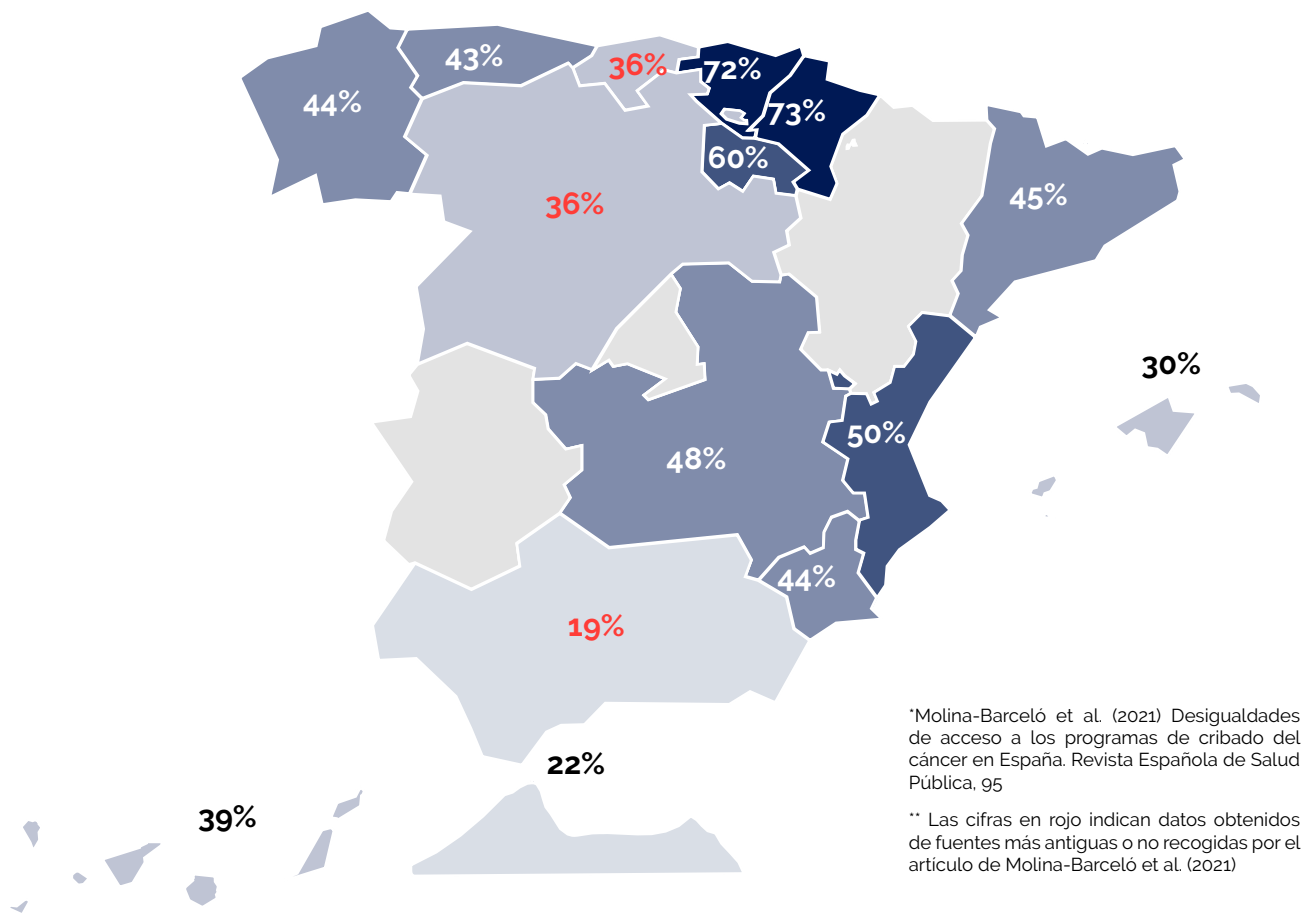 43%
36%
72%
44%
73%
60%
36%
45%
30%
50%
48%
44%
19%
22%
39%
*Molina-Barceló et al. (2021) Desigualdades
de acceso a los programas de cribado del
cáncer en España. Revista Española de Salud
Pública, 95
** Las cifras en rojo indican datos obtenidos
de fuentes más antiguas o no recogidas por el
artículo de Molina-Barceló et al. (2021)